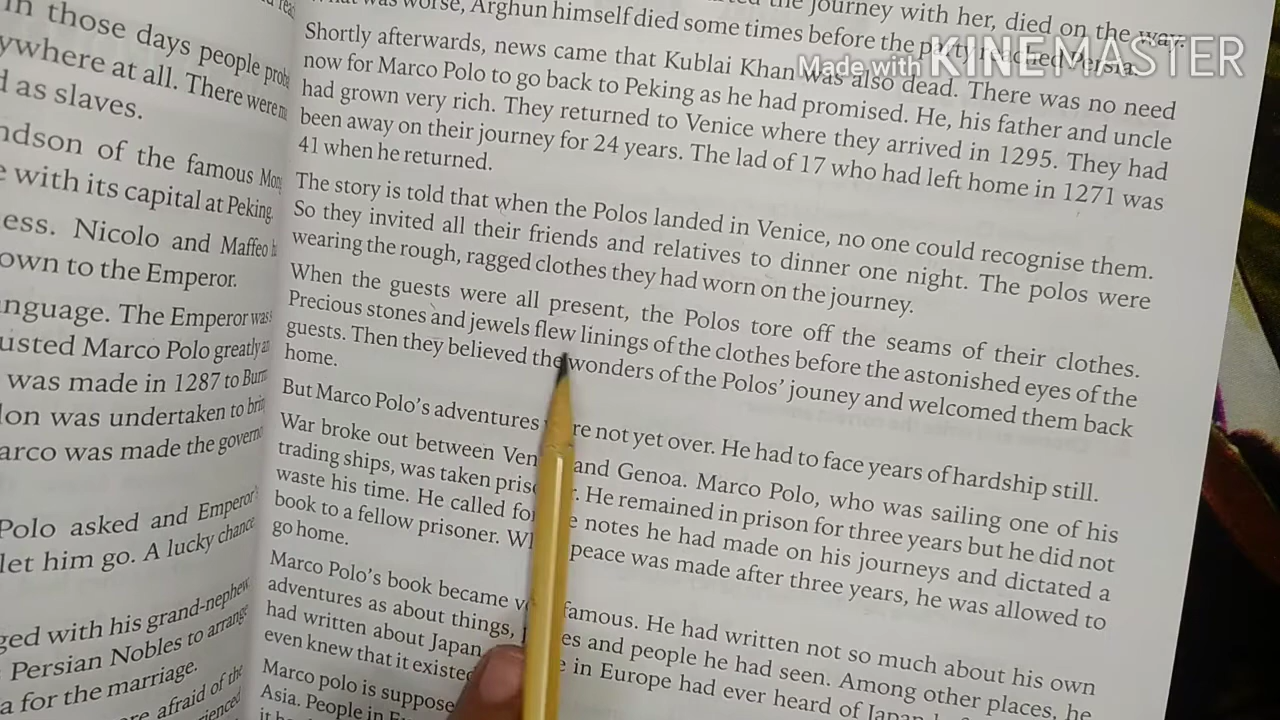 in those days people
ywhere at all. There were
d as slaves.
ndson of the famous
e with its capital at Peking.
ess. Nicolo and Maffeo
own to the Emperor.
nguage. The Emperor was
usted Marco Polo greatly
was made in 1287 to
on was undertaken to
arco was made the
Polo asked and Emperor's
let him go. A lucky chance
ged with his grand-nephew
Persian Nobles to arrange
a for the marriage.
re afraid of the
the journey with her, died on the way.
What was worse, Arghun himself died some times before the party reached Persia.
Shortly afterwards, news came that Kublai Khan was also dead. There was no need
now for Marco Polo to go back to Peking as he had promised. He, his father and uncle
had grown very rich. They returned to Venice where they arrived in 1295. They had
been away on their journey for 24 years. The lad of 17 who had left home in 1271 was
41 when he returned.
The story is told that when the Polos landed in Venice, no one could recognise them.
So they invited all their friends and relatives to dinner one night. The polos were
wearing the rough, ragged clothes they had worn on the journey.
When the guests were all present, the Polos tore off the seams of their clothes.
Precious stones and jewels flew linings of the clothes before the astonished eyes of the
guests. Then they believed the wonders of the Polos' jouney and welcomed them back
home.
But Marco Polo's adventures were not yet over. He had to face years of hardship still.
War broke out between Ven and Genoa. Marco Polo, who was sailing one of his
trading ships, was taken priso r. He remained in prison for three years but he did not
waste his time. He called for notes he had made on his journeys and dictated a
book to a fellow prisoner. peace was made after three years, he was allowed to
go home.
Marco Polo's book became famous. He had written not so much about his own
adventures as about things, es and people he had seen. Among other places, he
had written about Japan. e in Europe had ever heard of Japan
even knew that it existed
Marco polo is suppose
Asia. People in
Made with KINEMASTER